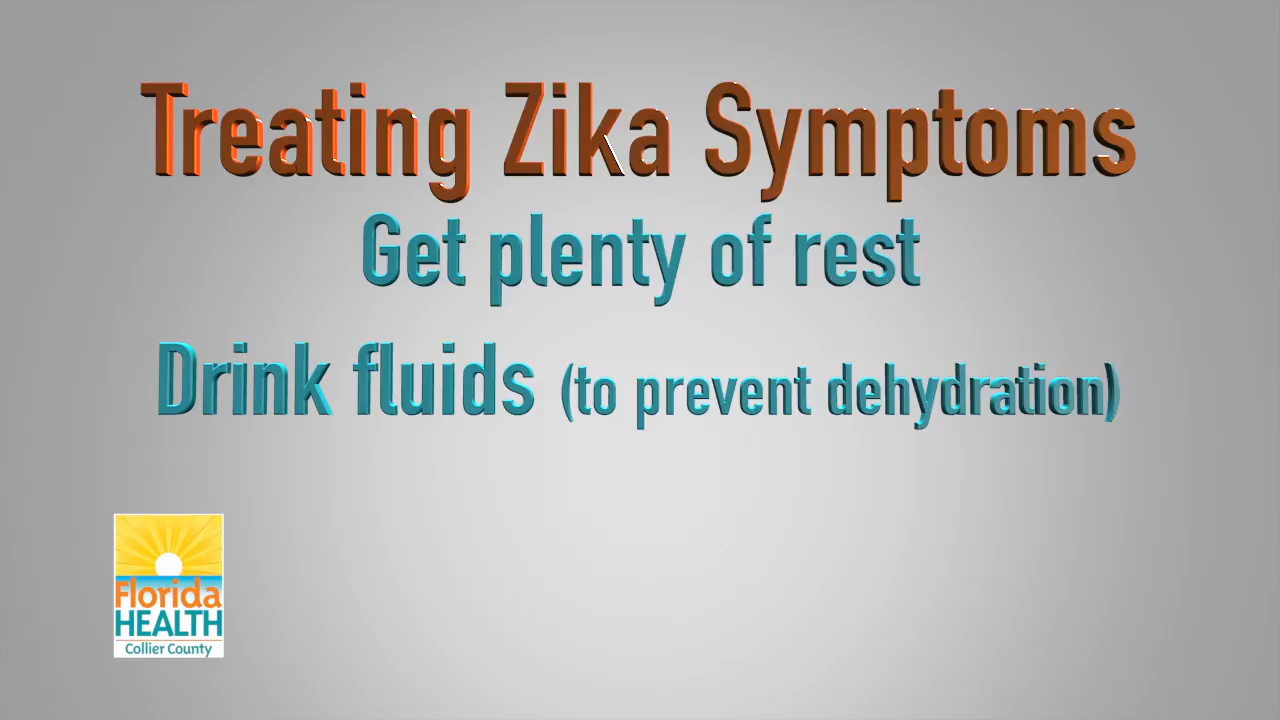 Treating Zika Symptoms
Get plenty of rest
Drink fluids (to prevent dehydration)
Florida
HEALTH
Collier County